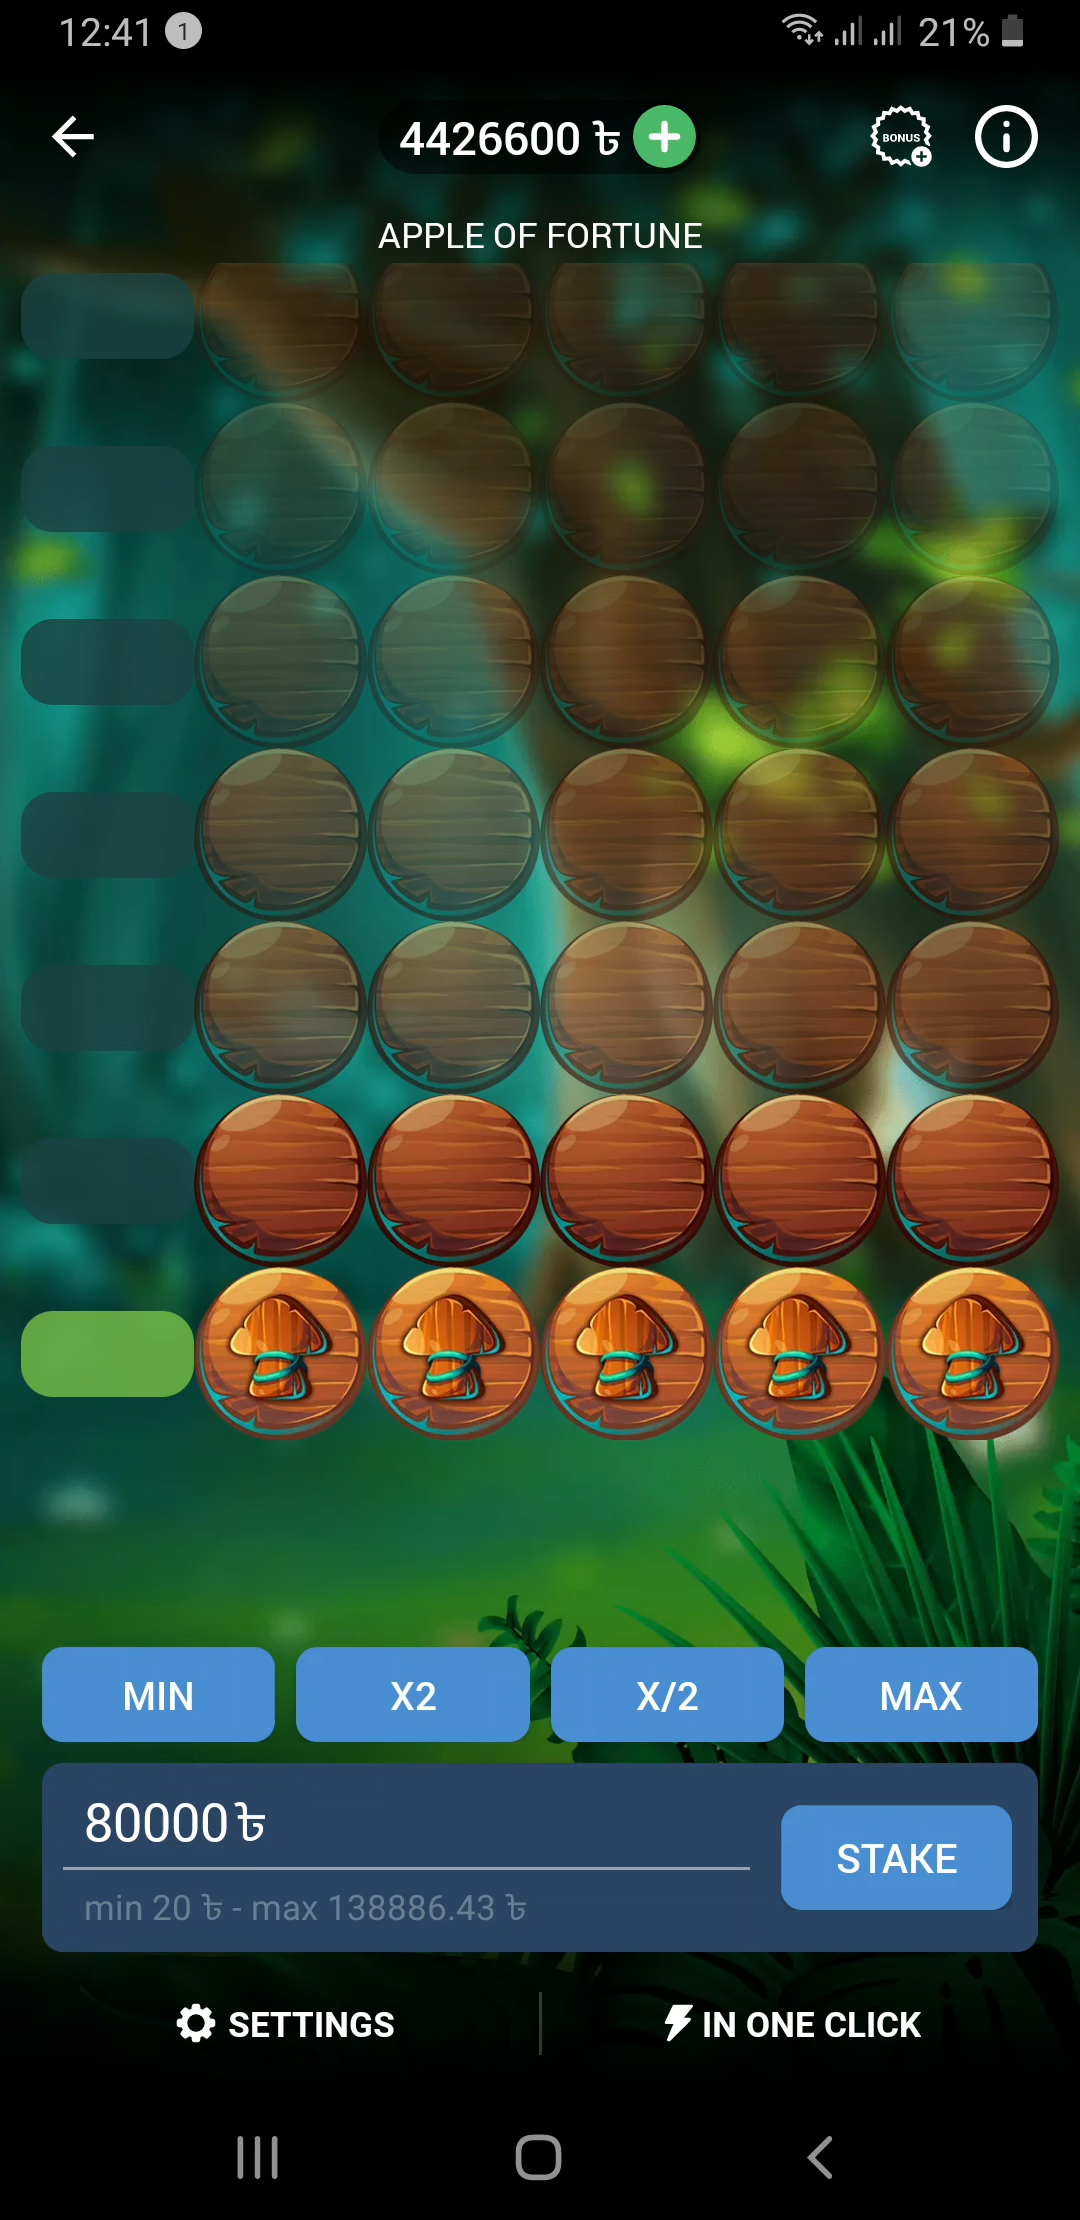 12:41 1 21%
4426600 ৳
BONUS
APPLE OF FORTUNE
MIN X2 X/2 MAX
80000৳
STAKE
min 20 ৳ - max 138886.43 ৳
SETTINGS IN ONE CLICK